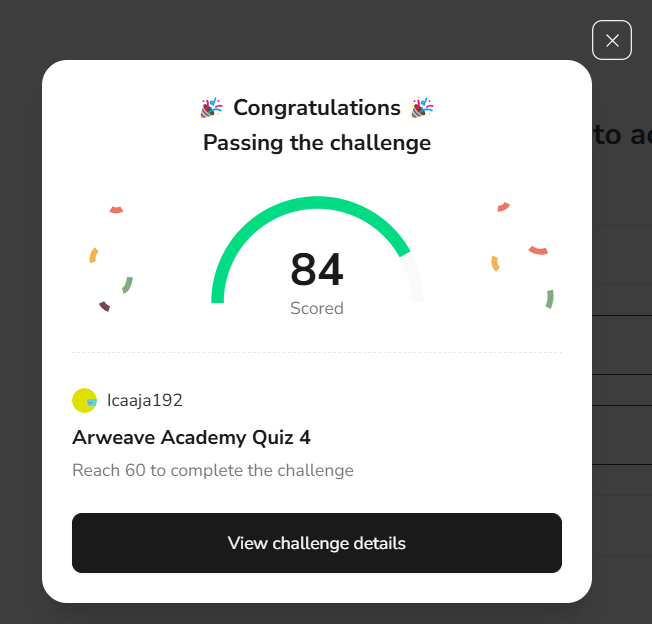 Congratulations
Passing the challenge
84
Scored
Icaaja192
Arweave Academy Quiz 4
Reach 60 to complete the challenge
View challenge details